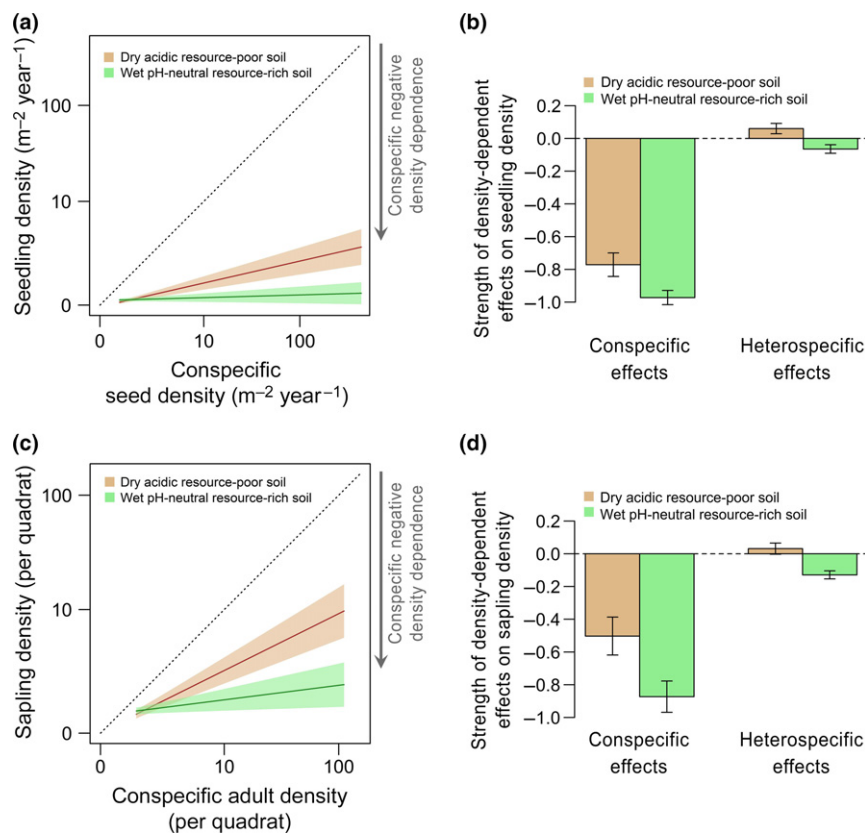 (a)
Dry acidic resource-poor soil
Wet pH-neutral resource-rich soil
Seedling density (m⁻² year⁻¹)
100
10
0
0
10
100
Conspecific
seed density (m⁻² year⁻¹)
Conspecific negative
density dependence
(b)
Dry acidic resource-poor soil
Wet pH-neutral resource-rich soil
Strength of density-dependent
effects on seedling density
0.2
0.0
−0.2
−0.4
−0.6
−0.8
−1.0
Conspecific
effects
Heterospecific
effects
(c)
Dry acidic resource-poor soil
Wet pH-neutral resource-rich soil
Sapling density (per quadrat)
100
10
0
0
10
100
Conspecific adult density
(per quadrat)
Conspecific negative
density dependence
(d)
Dry acidic resource-poor soil
Wet pH-neutral resource-rich soil
Strength of density-dependent
effects on sapling density
0.2
0.0
−0.2
−0.4
−0.6
−0.8
−1.0
Conspecific
effects
Heterospecific
effects